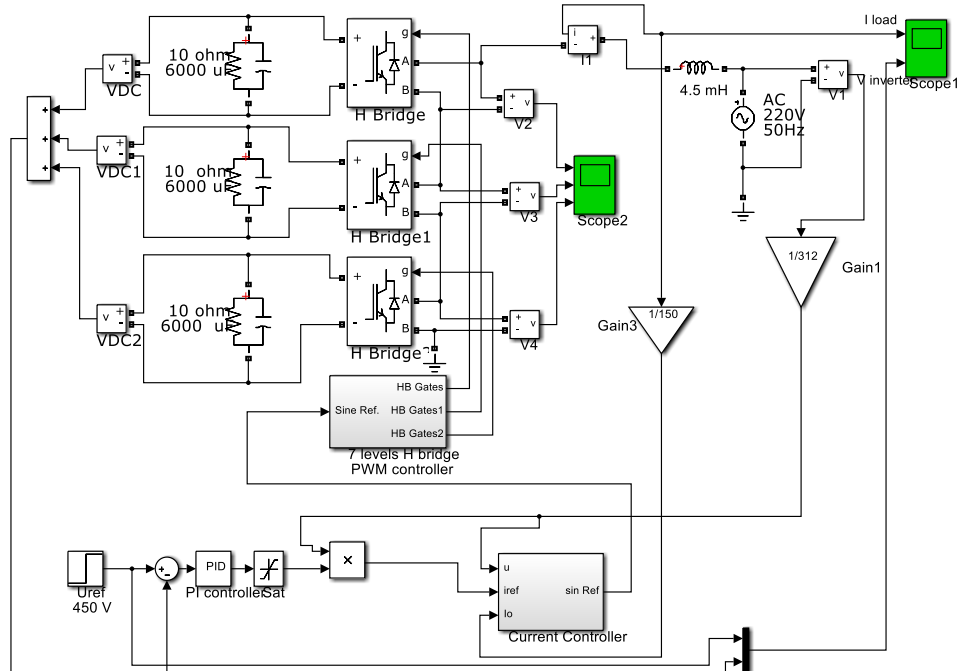 I load
VDC
10 ohm
6000 uF
g
A
B
H Bridge
i
I1
4.5 mH
AC
220V
50Hz
v
V1
V inverter
Scope1
V2
VDC1
10 ohm
6000 uF
g
A
B
H Bridge1
V3
Scope2
1/312
Gain1
VDC2
10 ohm
6000 uF
g
A
B
H Bridge
V4
1/150
Gain3
HB Gates
Sine Ref. HB Gates1
HB Gates2
7 levels H bridge
PWM controller
Uref
450 V
PID
PI controller
Sat
×
u
iref
Io
sin Ref
Current Controller